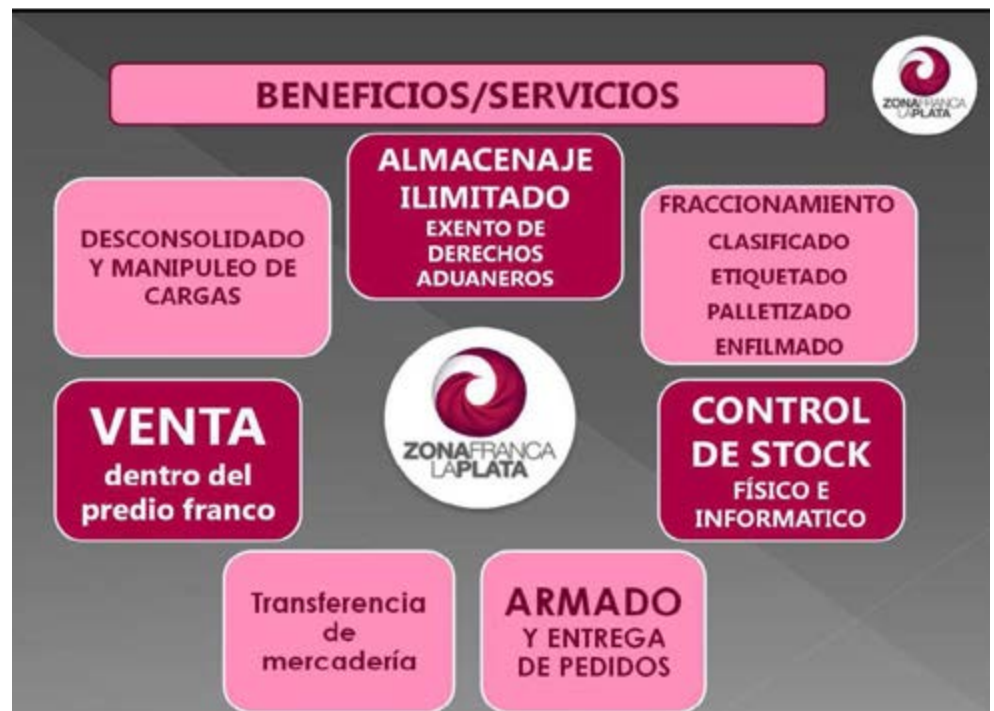 BENEFICIOS/SERVICIOS
ZONAFRANCA
LAPLATA
ALMACENAJE
ILIMITADO
EXENTO DE
DERECHOS
ADUANEROS
DESCONSOLIDADO
Y MANIPULEO DE
CARGAS
FRACCIONAMIENTO
CLASIFICADO
ETIQUETADO
PALLETIZADO
ENFILMADO
ZONAFRANCA
LAPLATA
VENTA
dentro del
predio franco
CONTROL
DE STOCK
FÍSICO E
INFORMATICO
Transferencia
de
mercadería
ARMADO
Y ENTREGA
DE PEDIDOS